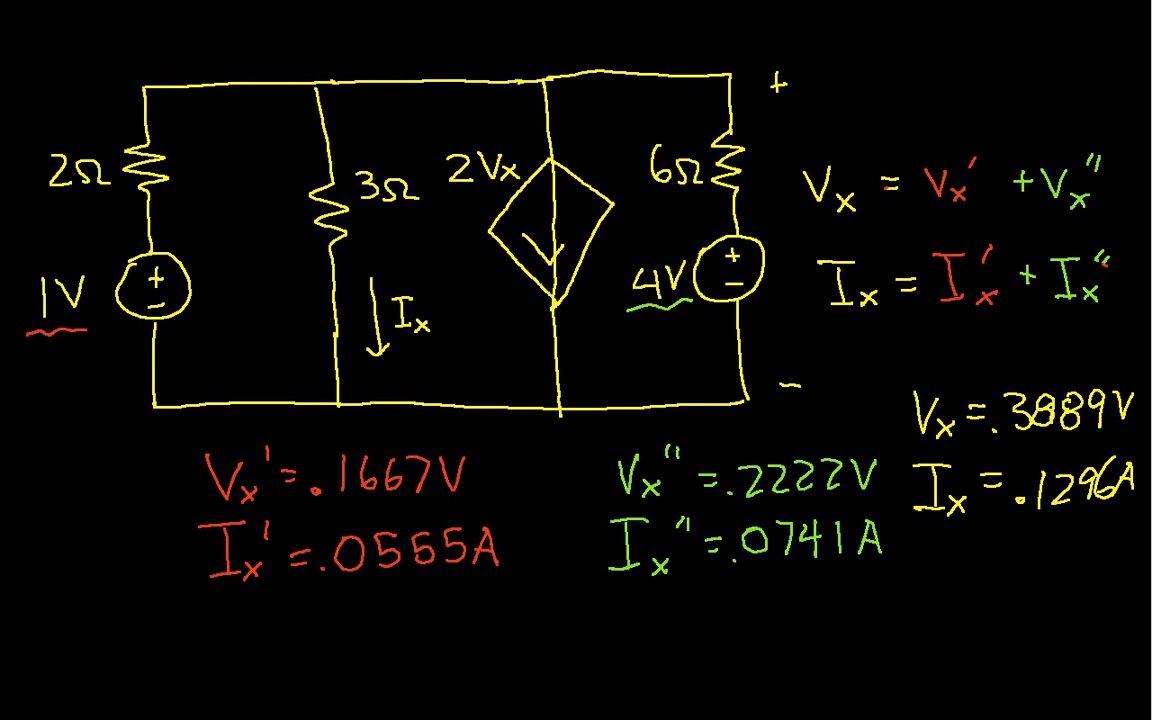 +
2Ω
3Ω
2Vx
6Ω
Vx = Vx' + Vx''
1V
+
-
Ix
4V
+
-
Ix = Ix' + Ix''
-
Vx' = .1667V
Vx'' = .2222V
Vx = .3889V
Ix' = .0555A
Ix'' = .0741A
Ix = .1296A